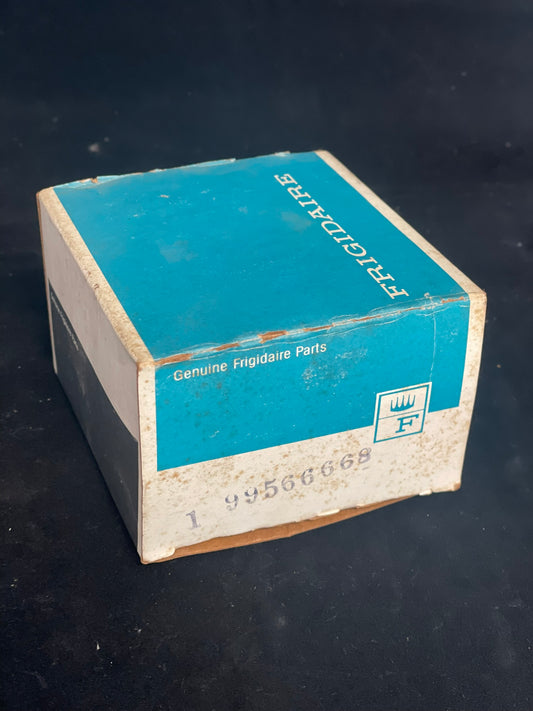 FRIGIDAIRE
Genuine Frigidaire Parts
F
1 99566668